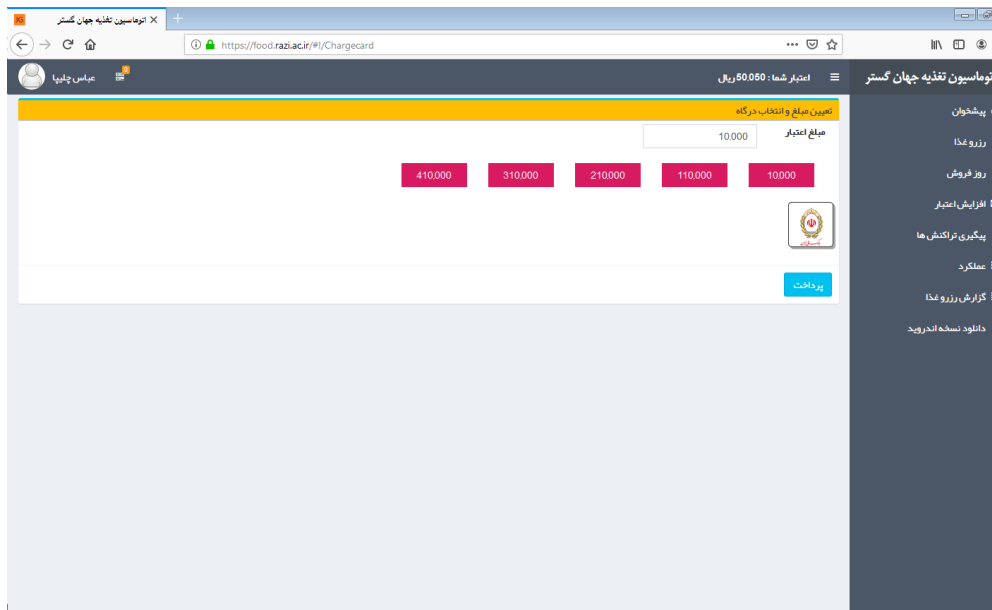 اتوماسیون تغذیه جهان گستر
https://food.razi.ac.ir/#!/Chargecard
توماسیون تغذیه جهان گستر
اعتبار شما : 50,050 ریال
0
عباس چلیپا
پیشخوان
رزرو غذا
روز فروش
افزایش اعتبار
پیگیری تراکنش ها
عملکرد
گزارش رزرو غذا
دانلود نسخه اندروید
تعیین مبلغ و انتخاب درگاه
مبلغ اعتبار
10,000
10,000
110,000
210,000
310,000
410,000
پرداخت